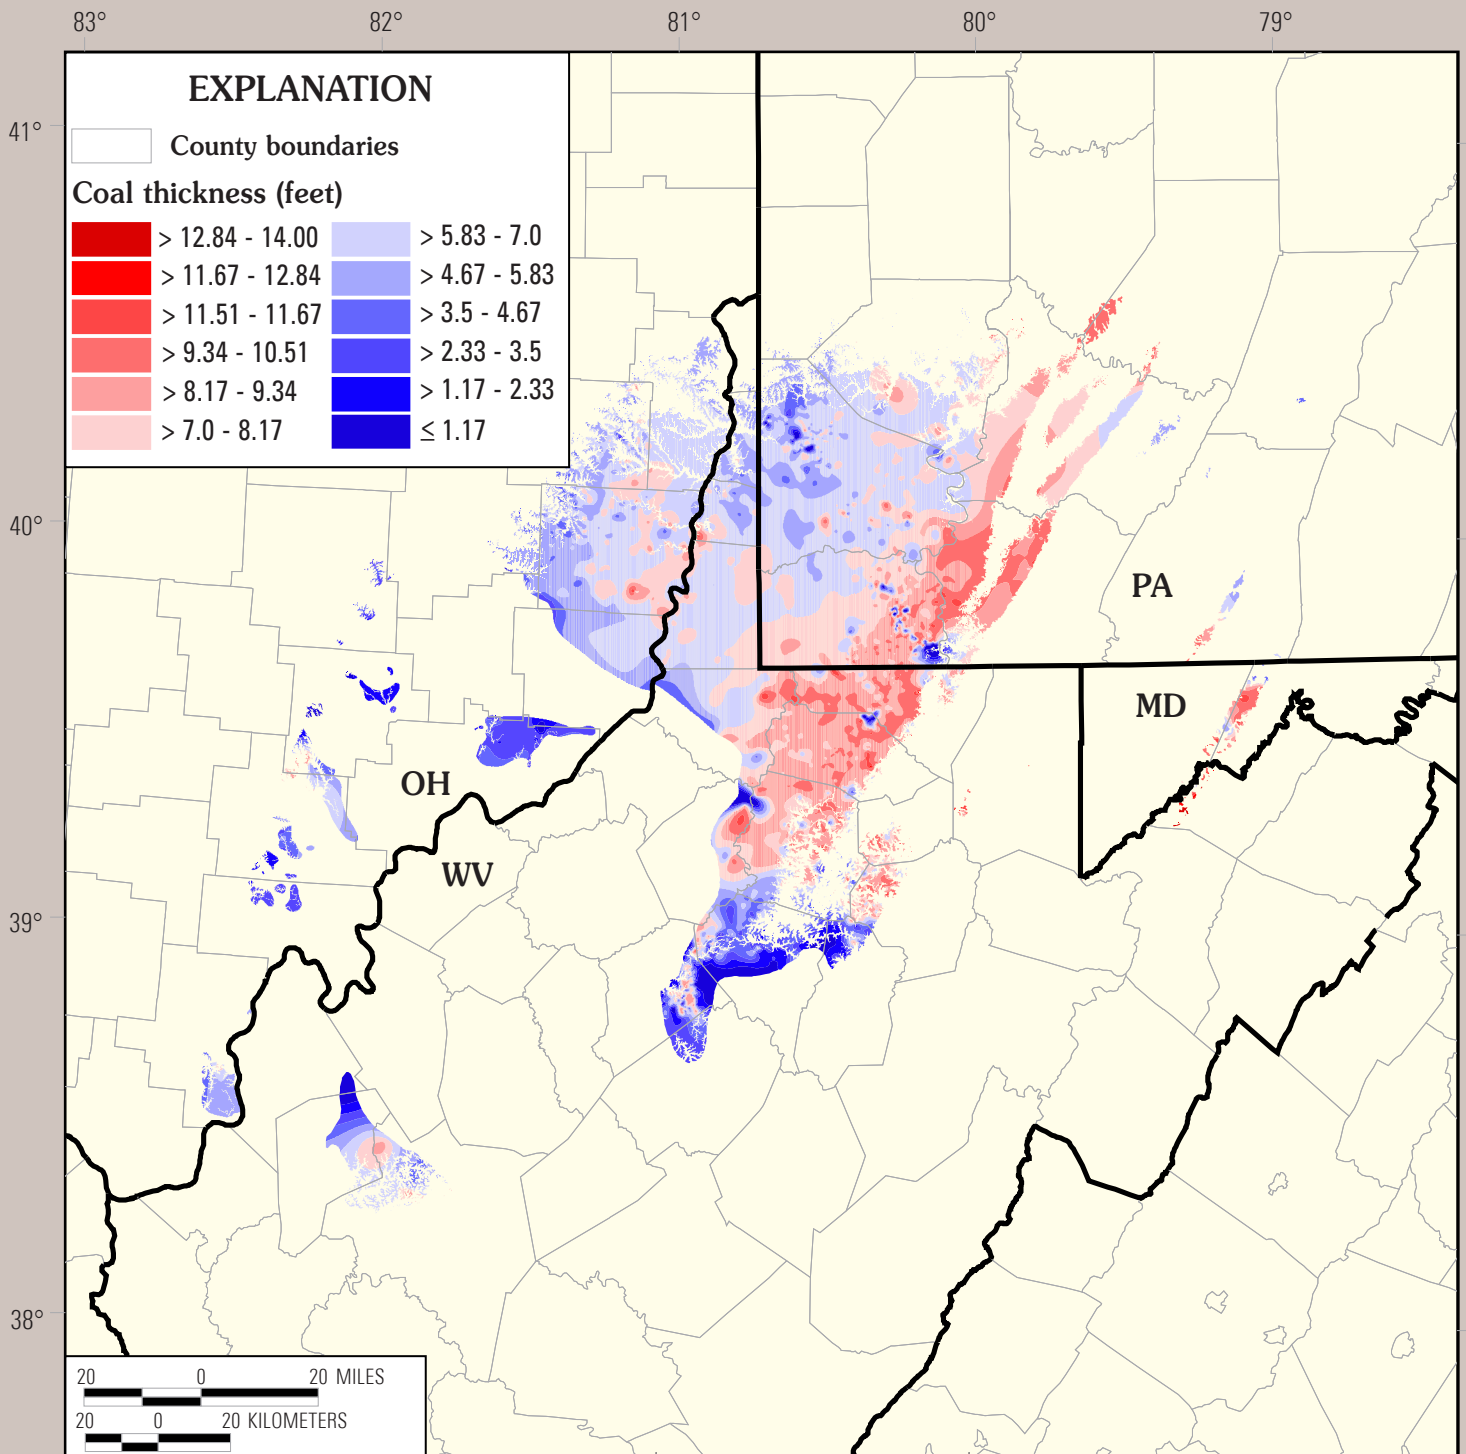 83° 82° 81° 80° 79°
EXPLANATION
County boundaries
Coal thickness (feet)
> 12.84 - 14.00 > 5.83 - 7.0
> 11.67 - 12.84 > 4.67 - 5.83
> 11.51 - 11.67 > 3.5 - 4.67
> 9.34 - 10.51 > 2.33 - 3.5
> 8.17 - 9.34 > 1.17 - 2.33
> 7.0 - 8.17 ≤ 1.17
41°
40°
PA
MD
OH
WV
39°
38°
20 0 20 MILES
20 0 20 KILOMETERS